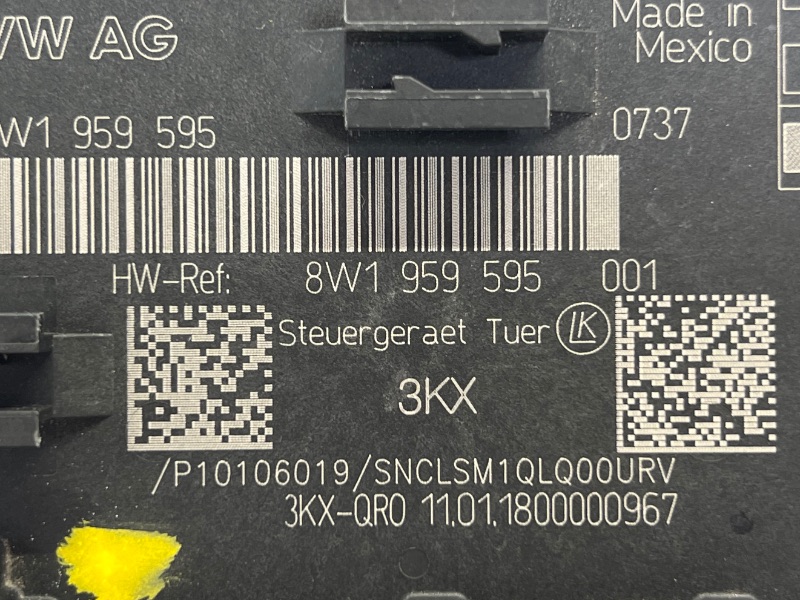 VW AG
Made in
Mexico
W1 959 595
0737
HW-Ref: 8W1 959 595 001
Steuergeraet Tuer LK
3KX
/P10106019/SNCLSM1QLQ00URV
3KX-QR0 11.01.1800000967